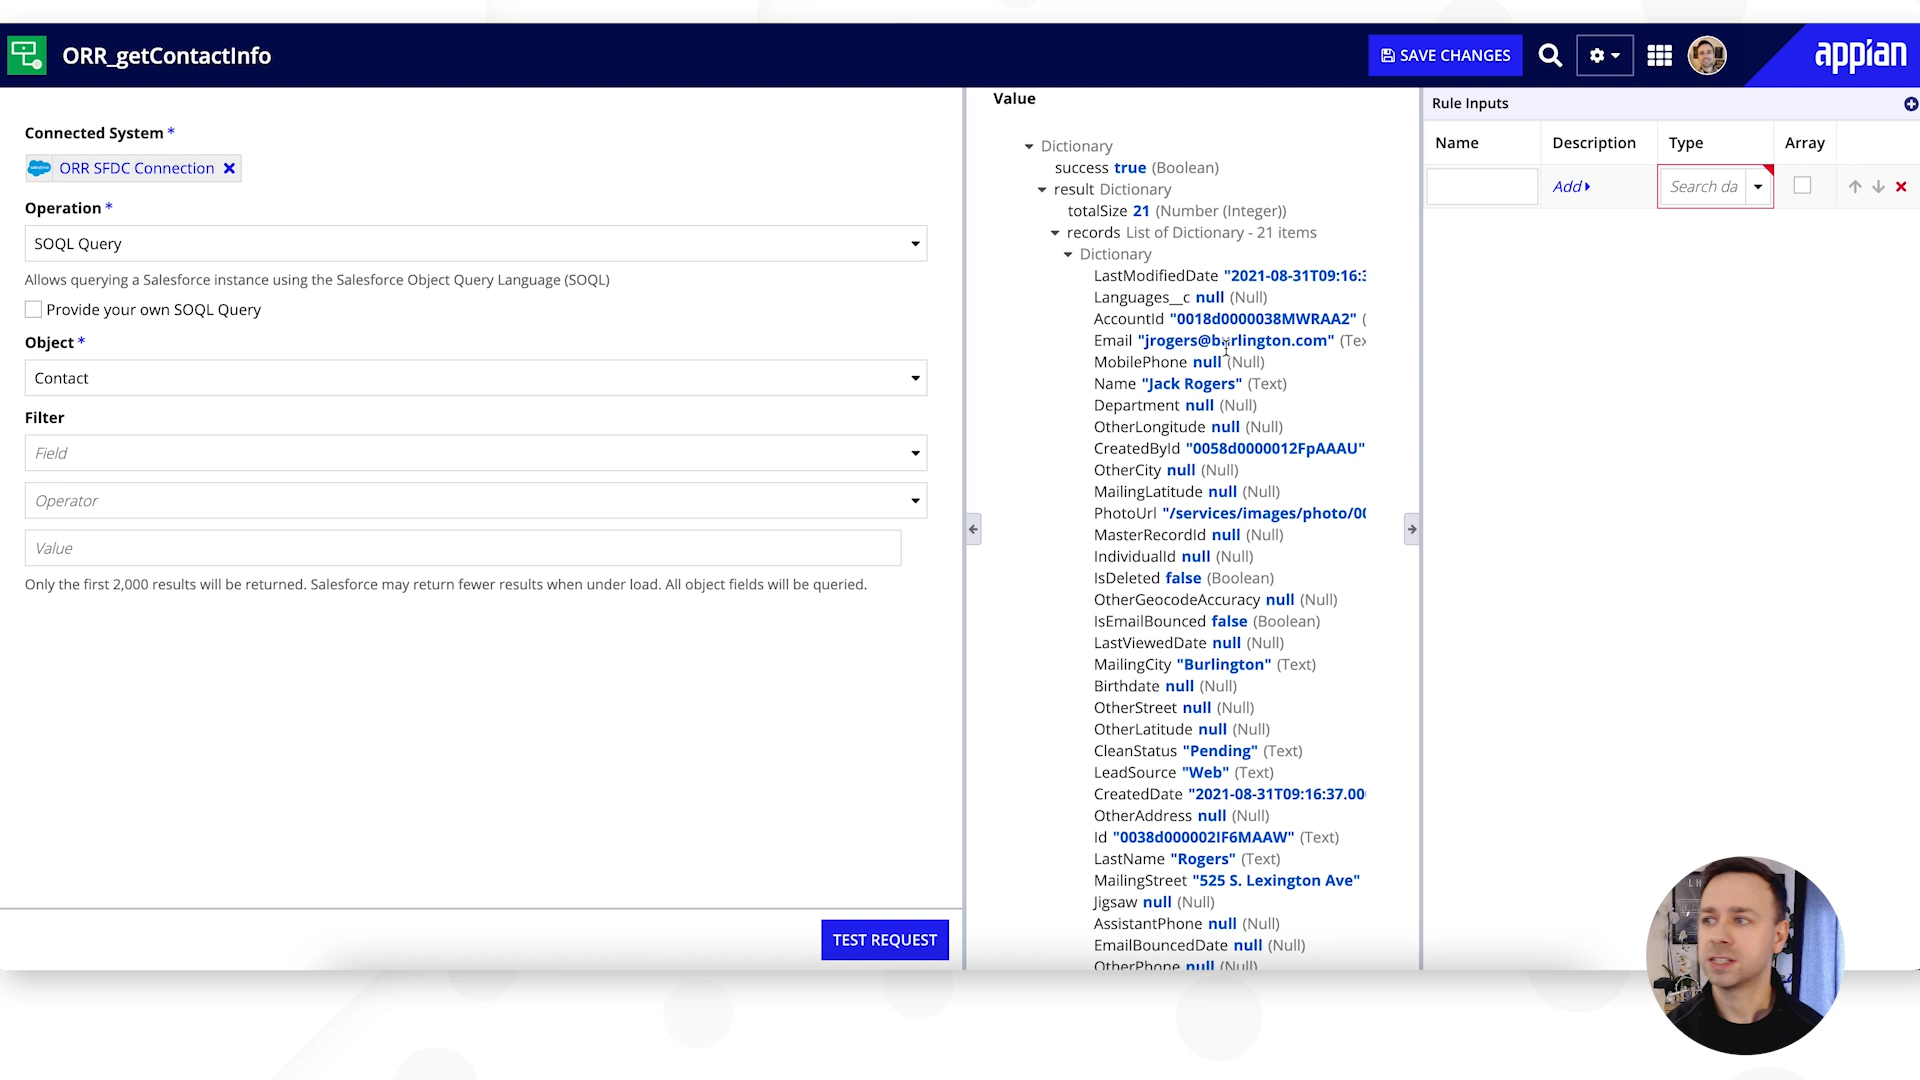 ORR_getContactInfo
SAVE CHANGES
appian
Connected System *
ORR SFDC Connection
Operation *
SOQL Query
Allows querying a Salesforce instance using the Salesforce Object Query Language (SOQL)
Provide your own SOQL Query
Object *
Contact
Filter
Field
Operator
Value
Only the first 2,000 results will be returned. Salesforce may return fewer results when under load. All object fields will be queried.
TEST REQUEST
Value
Dictionary
success true (Boolean)
result Dictionary
totalSize 21 (Number (Integer))
records List of Dictionary - 21 items
Dictionary
LastModifiedDate "2021-08-31T09:16:3
Languages__c null (Null)
AccountId "0018d0000038MWRAA2" (
Email "jrogers@burlington.com" (Tex
MobilePhone null (Null)
Name "Jack Rogers" (Text)
Department null (Null)
OtherLongitude null (Null)
CreatedById "0058d0000012FpAAAU"
OtherCity null (Null)
MailingLatitude null (Null)
PhotoUrl "/services/images/photo/00
MasterRecordId null (Null)
IndividualId null (Null)
IsDeleted false (Boolean)
OtherGeocodeAccuracy null (Null)
IsEmailBounced false (Boolean)
LastViewedDate null (Null)
MailingCity "Burlington" (Text)
Birthdate null (Null)
OtherStreet null (Null)
OtherLatitude null (Null)
CleanStatus "Pending" (Text)
LeadSource "Web" (Text)
CreatedDate "2021-08-31T09:16:37.00
OtherAddress null (Null)
Id "0038d000002IF6MAAW" (Text)
LastName "Rogers" (Text)
MailingStreet "525 S. Lexington Ave"
Jigsaw null (Null)
AssistantPhone null (Null)
EmailBouncedDate null (Null)
OtherPhone null (Null)
Rule Inputs
Name Description Type Array
Add Search da